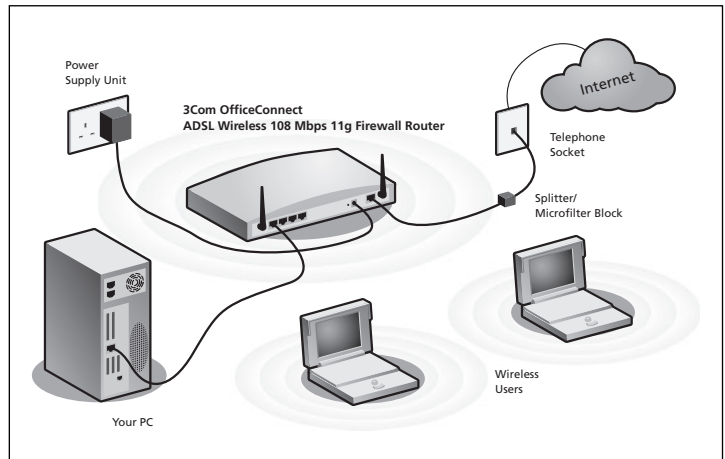 Power
Supply Unit
3Com OfficeConnect
ADSL Wireless 108 Mbps 11g Firewall Router
Internet
Telephone
Socket
Splitter/
Microfilter Block
Wireless
Users
Your PC